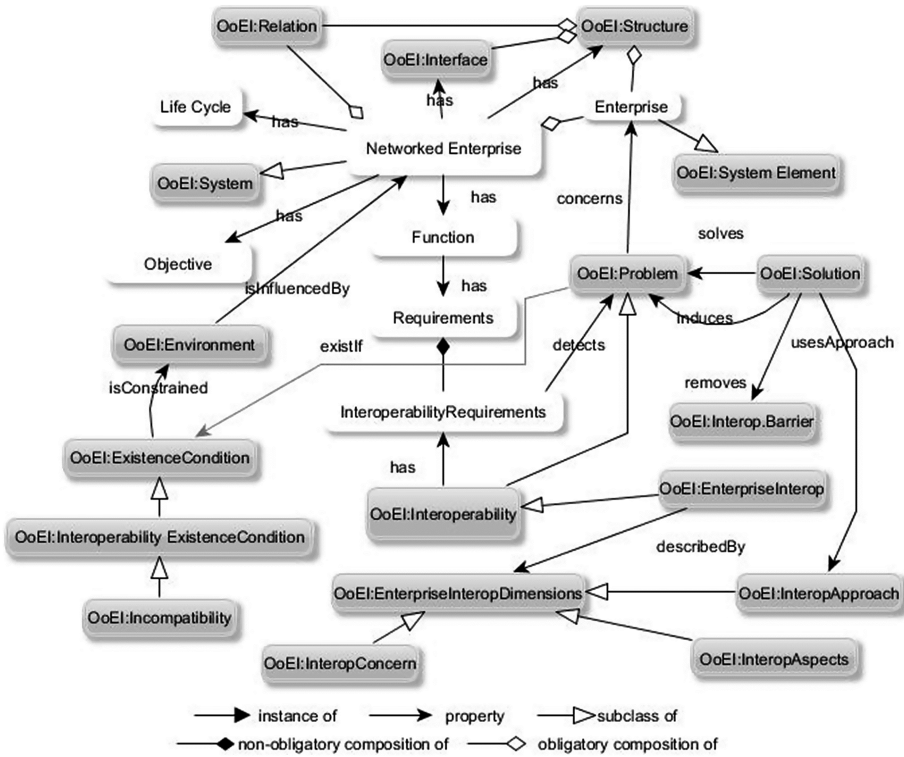 OoEI:Relation
OoEI:Structure
OoEI:Interface
has
Life Cycle
has
has
Enterprise
Networked Enterprise
OoEI:System Element
OoEI:System
concerns
has
has
solves
Function
Objective
OoEI:Problem
OoEI:Solution
isInfluencedBy
has
Requirements
induces
OoEI:Environment
existIf
detects
usesApproach
isConstrained
removes
InteroperabilityRequirements
OoEI:Interop.Barrier
OoEI:ExistenceCondition
has
OoEI:EnterpriseInterop
OoEI:Interoperability
OoEI:Interoperability ExistenceCondition
describedBy
OoEI:EnterpriseInteropDimensions
OoEI:InteropApproach
OoEI:Incompatibility
OoEI:InteropConcern
OoEI:InteropAspects
instance of
property
subclass of
non-obligatory composition of
obligatory composition of